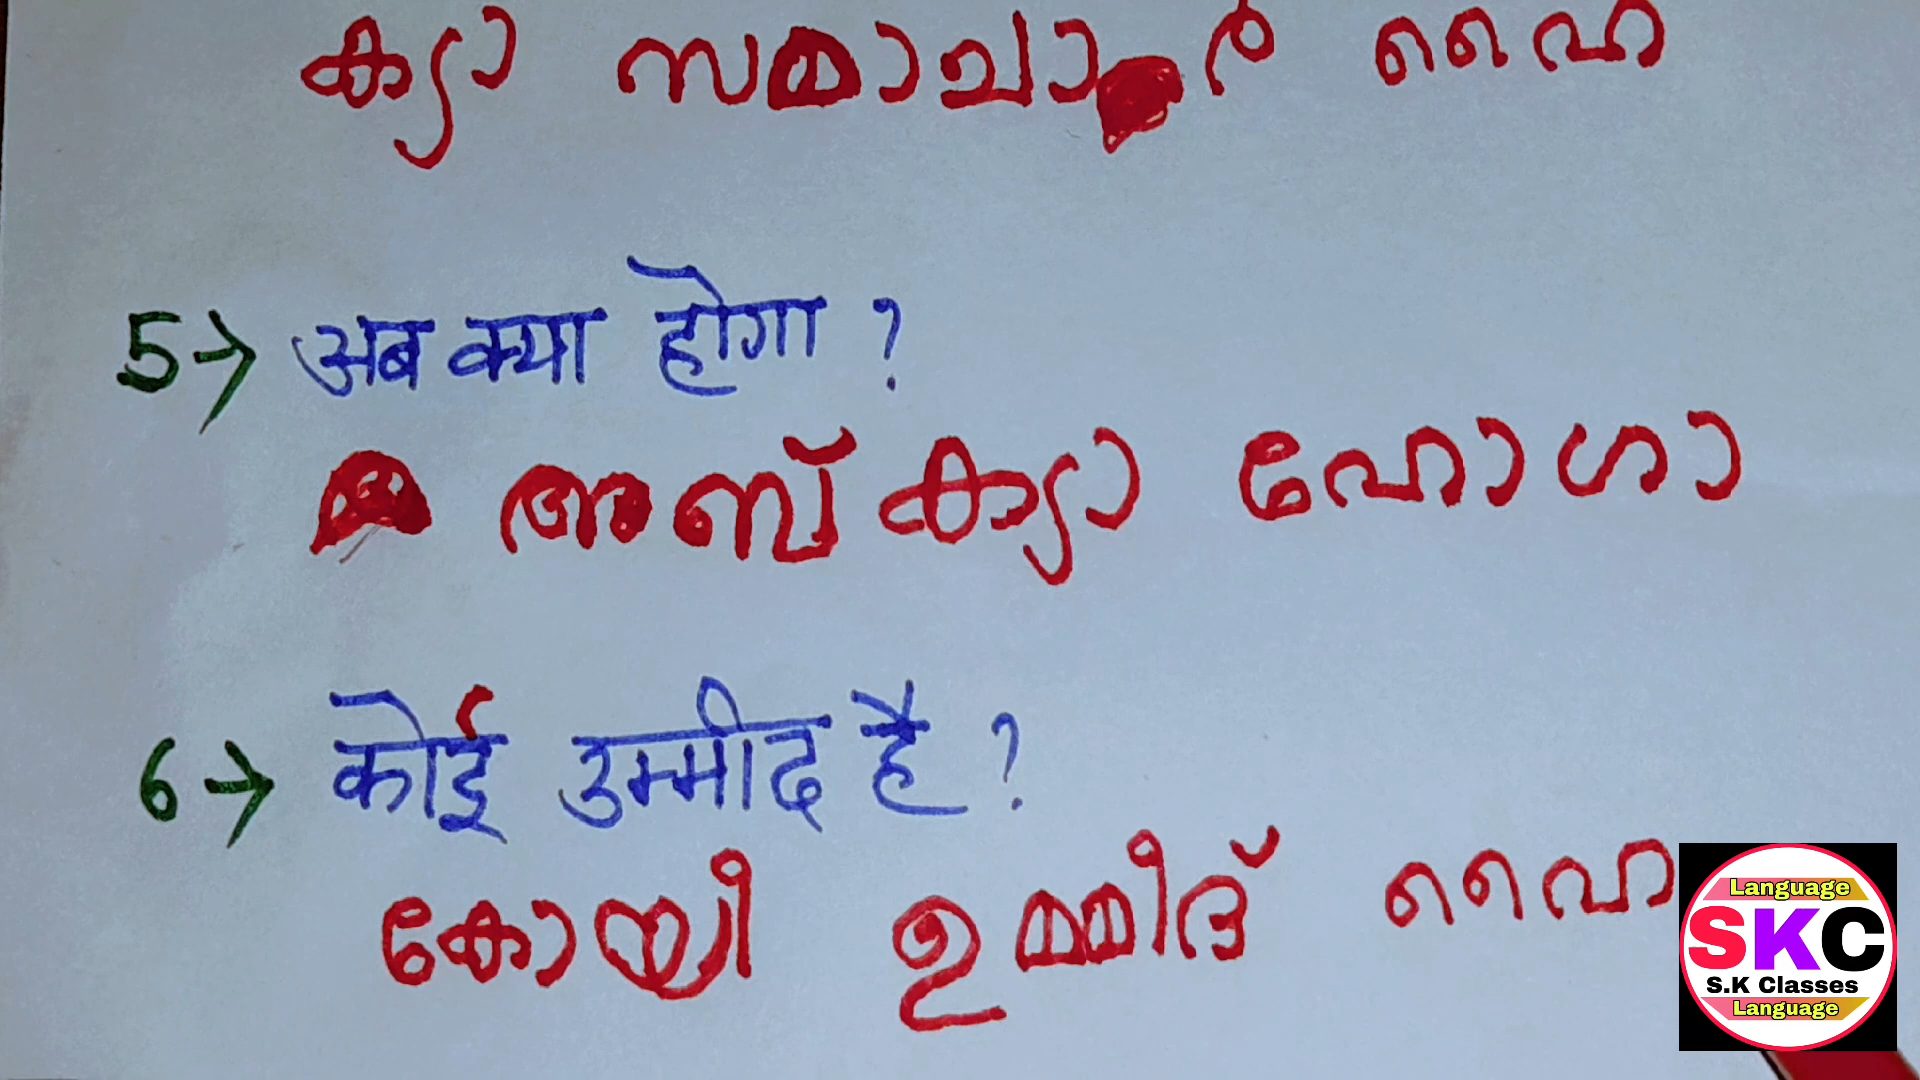 ക്യാ സമാചാർ ഹൈ
5→ अब क्या होगा ?
അബ് ക്യാ ഹോഗാ
6→ कोई उम्मीद है ?
കോയീ ഉമ്മീദ് ഹൈ
Language
SKC
S.K Classes
Language